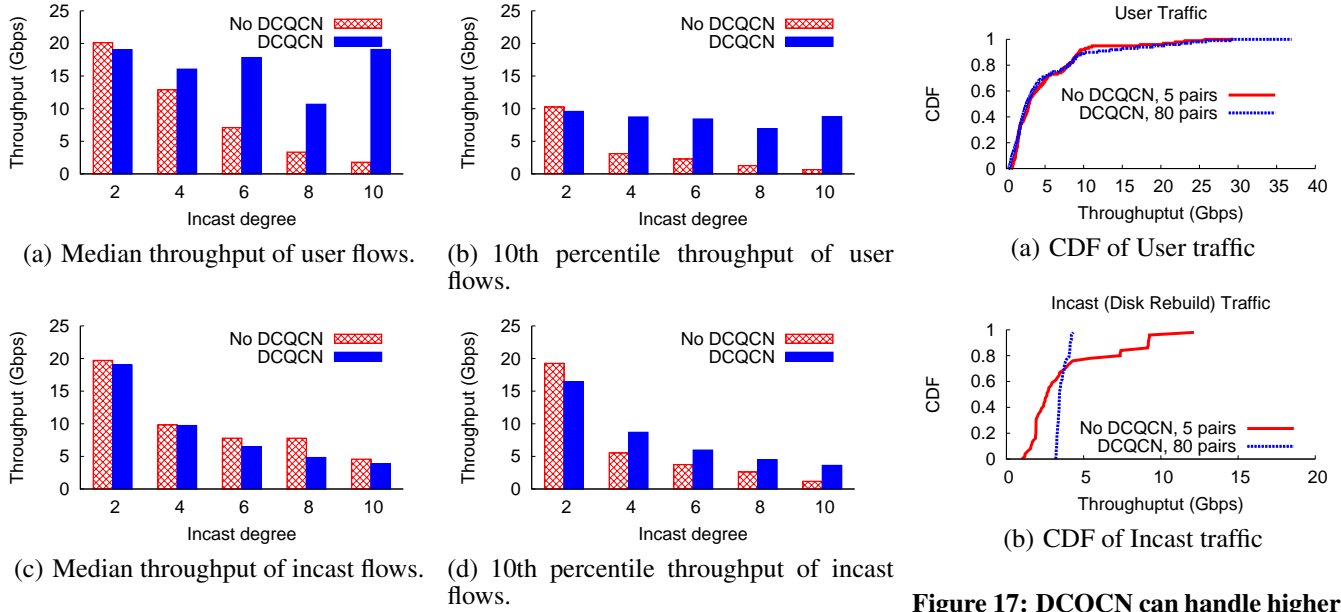 No DCQCN
DCQCN
Throughput (Gbps)
25
20
15
10
5
0
2 4 6 8 10
Incast degree
(a) Median throughput of user flows.
No DCQCN
DCQCN
Throughput (Gbps)
25
20
15
10
5
0
2 4 6 8 10
Incast degree
(b) 10th percentile throughput of user
flows.
No DCQCN
DCQCN
Throughput (Gbps)
25
20
15
10
5
0
2 4 6 8 10
Incast degree
(c) Median throughput of incast flows.
No DCQCN
DCQCN
Throughput (Gbps)
25
20
15
10
5
0
2 4 6 8 10
Incast degree
(d) 10th percentile throughput of incast
flows.
User Traffic
CDF
1
0.8
0.6
0.4
0.2
0
No DCQCN, 5 pairs
DCQCN, 80 pairs
0 5 10 15 20 25 30 35 40
Throughuptut (Gbps)
(a) CDF of User traffic
Incast (Disk Rebuild) Traffic
CDF
1
0.8
0.6
0.4
0.2
0
No DCQCN, 5 pairs
DCQCN, 80 pairs
0 5 10 15 20
Throughuptut (Gbps)
(b) CDF of Incast traffic
Figure 17: DCQCN can handle higher